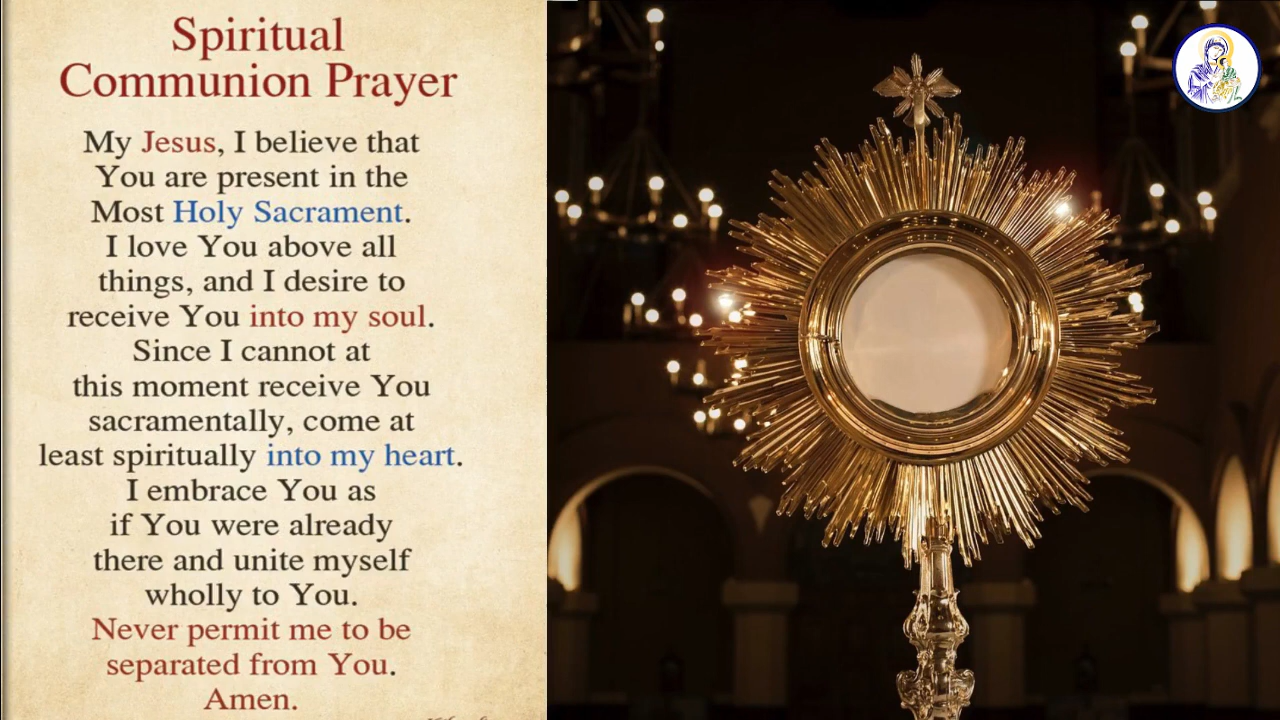 Spiritual
Communion Prayer
My Jesus, I believe that
You are present in the
Most Holy Sacrament.
I love You above all
things, and I desire to
receive You into my soul.
Since I cannot at
this moment receive You
sacramentally, come at
least spiritually into my heart.
I embrace You as
if You were already
there and unite myself
wholly to You.
Never permit me to be
separated from You.
Amen.